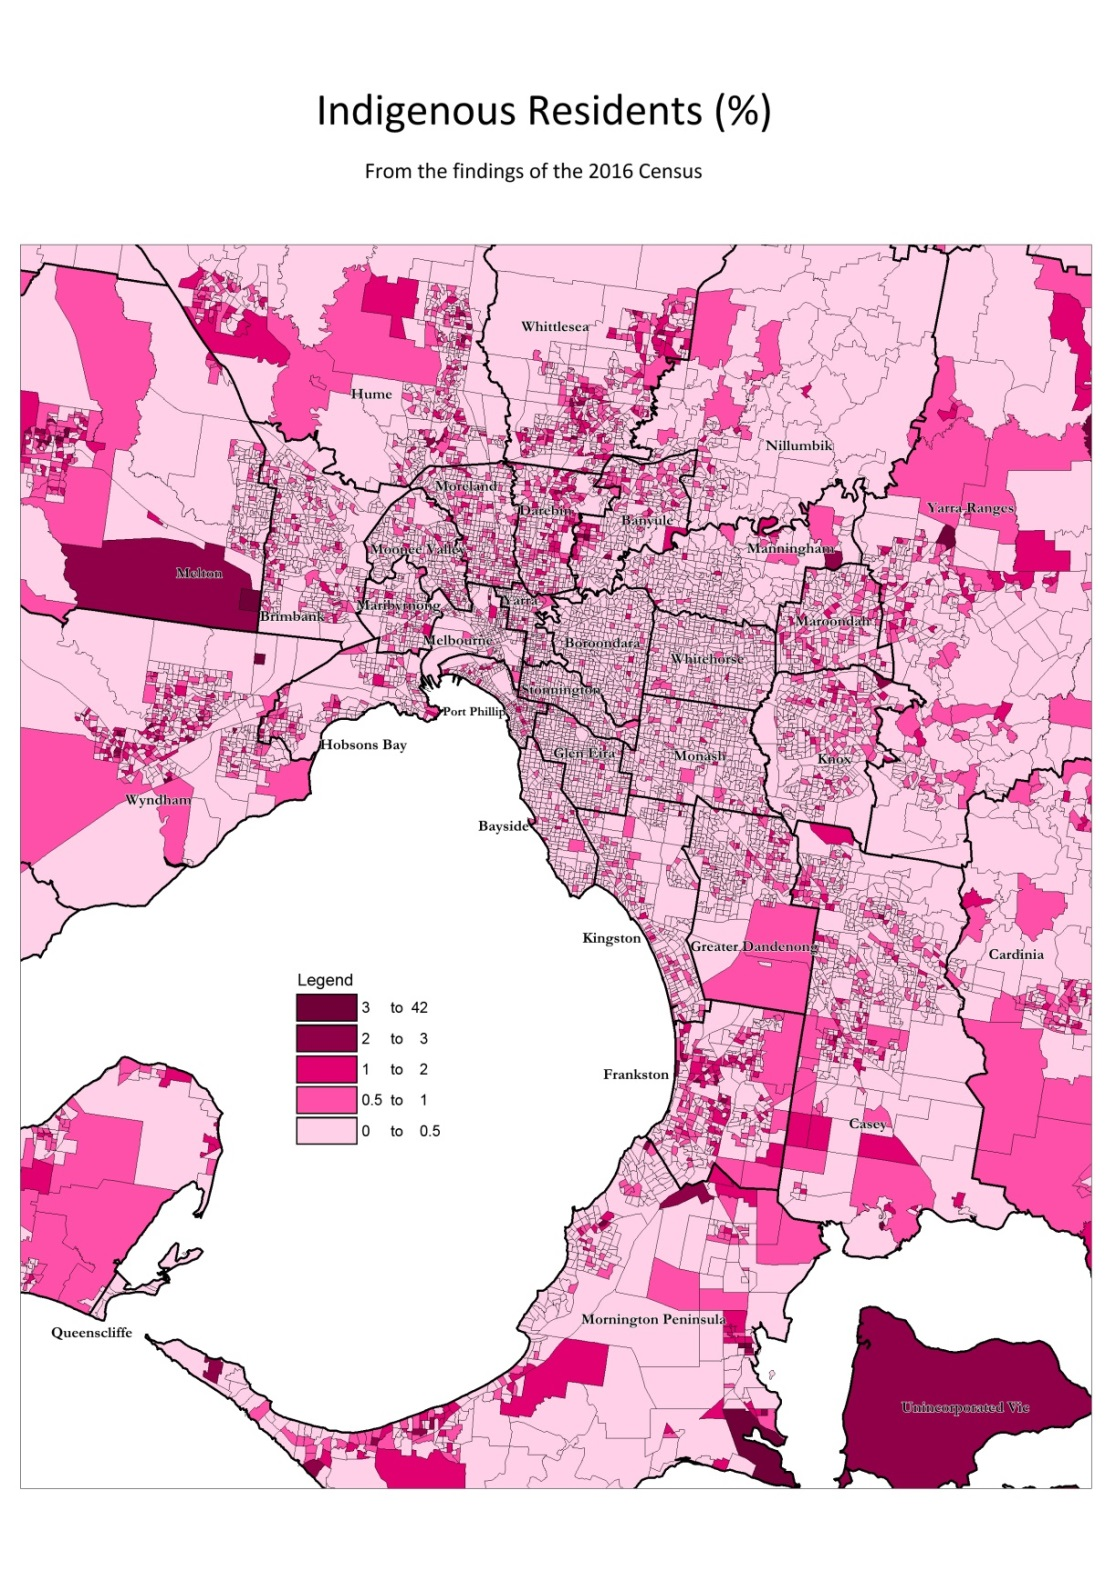 Indigenous Residents (%)
From the findings of the 2016 Census
Whittlesea
Hume
Nillumbik
Moreland
Darebin
Banyule
Yarra Ranges
Moonee Valley
Manningham
Melton
Maribyrnong
Yarra
Brimbank
Maroondah
Melbourne
Boroondara
Whitehorse
Stonnington
Port Phillip
Hobsons Bay
Glen Eira
Monash
Knox
Wyndham
Bayside
Kingston
Greater Dandenong
Cardinia
Legend
3 to 42
2 to 3
1 to 2
0.5 to 1
0 to 0.5
Frankston
Casey
Mornington Peninsula
Queenscliffe
Unincorporated Vic